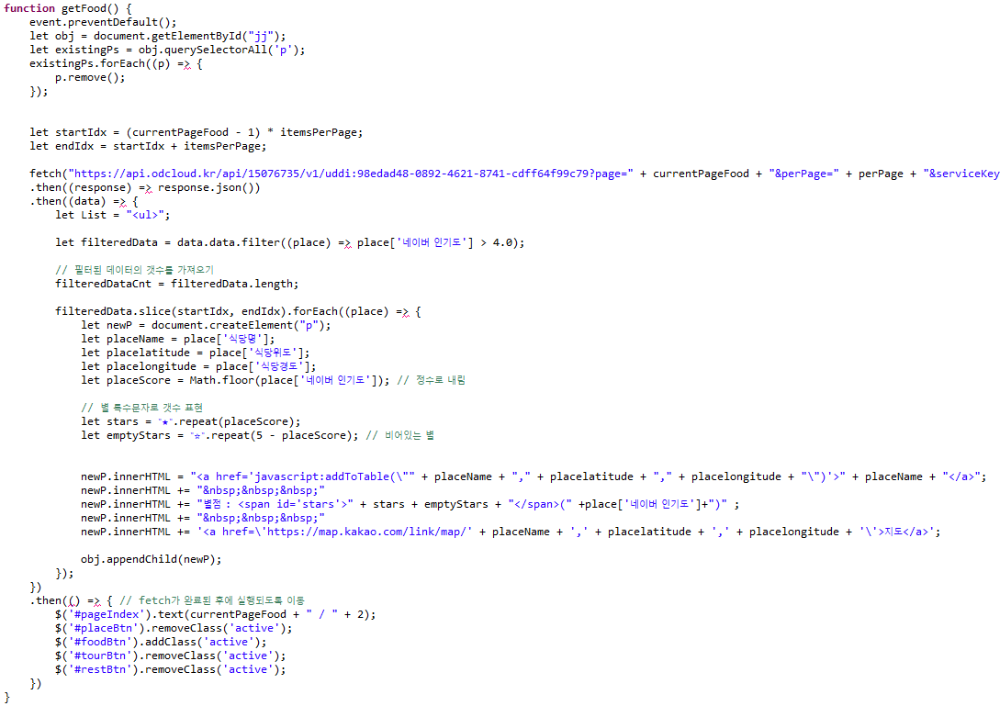 function getFood() {
    event.preventDefault();
    let obj = document.getElementById("jj");
    let existingPs = obj.querySelectorAll('p');
    existingPs.forEach((p) => {
        p.remove();
    });
    let startIdx = (currentPageFood - 1) * itemsPerPage;
    let endIdx = startIdx + itemsPerPage;
    fetch("https://api.odcloud.kr/api/15076735/v1/uddi:98edad48-0892-4621-8741-cdff64f99c79?page=" + currentPageFood + "&perPage=" + perPage + "&serviceKey
    .then((response) => response.json())
    .then((data) => {
        let List = "<ul>";
        let filteredData = data.data.filter((place) => place['네이버 인기도'] > 4.0);
        // 필터된 데이터의 갯수를 가져오기
        filteredDataCnt = filteredData.length;
        filteredData.slice(startIdx, endIdx).forEach((place) => {
            let newP = document.createElement("p");
            let placeName = place['식당명'];
            let placelatitude = place['식당위도'];
            let placelongitude = place['식당경도'];
            let placeScore = Math.floor(place['네이버 인기도']); // 정수로 내림
            // 별 특수문자로 갯수 표현
            let stars = "★".repeat(placeScore);
            let emptyStars = "☆".repeat(5 - placeScore); // 비어있는 별
            newP.innerHTML = "<a href='javascript:addToTable(\"" + placeName + "," + placelatitude + "," + placelongitude + "\")'>" + placeName + "</a>";
            newP.innerHTML += "&nbsp;&nbsp;&nbsp;"
            newP.innerHTML += "별점 : <span id='stars'>" + stars + emptyStars + "</span>(" +place['네이버 인기도']+")" ;
            newP.innerHTML += "&nbsp;&nbsp;&nbsp;"
            newP.innerHTML += '<a href=\'https://map.kakao.com/link/map/' + placeName + ',' + placelatitude + ',' + placelongitude + '\'>지도</a>';
            obj.appendChild(newP);
        });
    })
    .then(() => { // fetch가 완료된 후에 실행되도록 이동
        $('#pageIndex').text(currentPageFood + " / " + 2);
        $('#placeBtn').removeClass('active');
        $('#foodBtn').addClass('active');
        $('#tourBtn').removeClass('active');
        $('#restBtn').removeClass('active');
    })
}